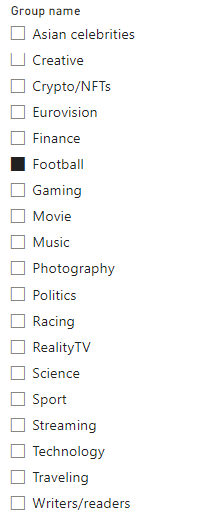 Group name
Asian celebrities
Creative
Crypto/NFTs
Eurovision
Finance
Football
Gaming
Movie
Music
Photography
Politics
Racing
RealityTV
Science
Sport
Streaming
Technology
Traveling
Writers/readers